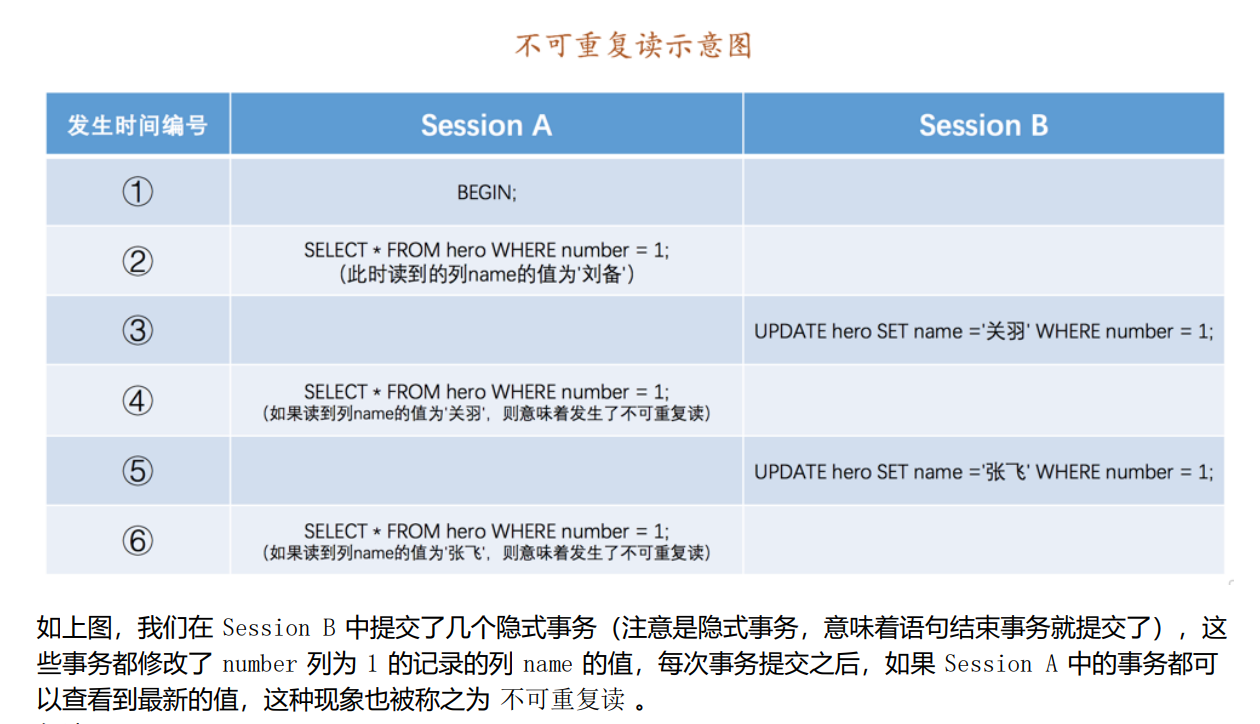 不可重复读示意图
发生时间编号 Session A Session B
① BEGIN;
② SELECT * FROM hero WHERE number = 1;
（此时读到的列name的值为'刘备'）
③ UPDATE hero SET name ='关羽' WHERE number = 1;
④ SELECT * FROM hero WHERE number = 1;
（如果读到列name的值为'关羽'，则意味着发生了不可重复读）
⑤ UPDATE hero SET name ='张飞' WHERE number = 1;
⑥ SELECT * FROM hero WHERE number = 1;
（如果读到列name的值为'张飞'，则意味着发生了不可重复读）
如上图，我们在 Session B 中提交了几个隐式事务（注意是隐式事务，意味着语句结束事务就提交了），这
些事务都修改了 number 列为 1 的记录的列 name 的值，每次事务提交之后，如果 Session A 中的事务都可
以查看到最新的值，这种现象也被称之为 不可重复读 。